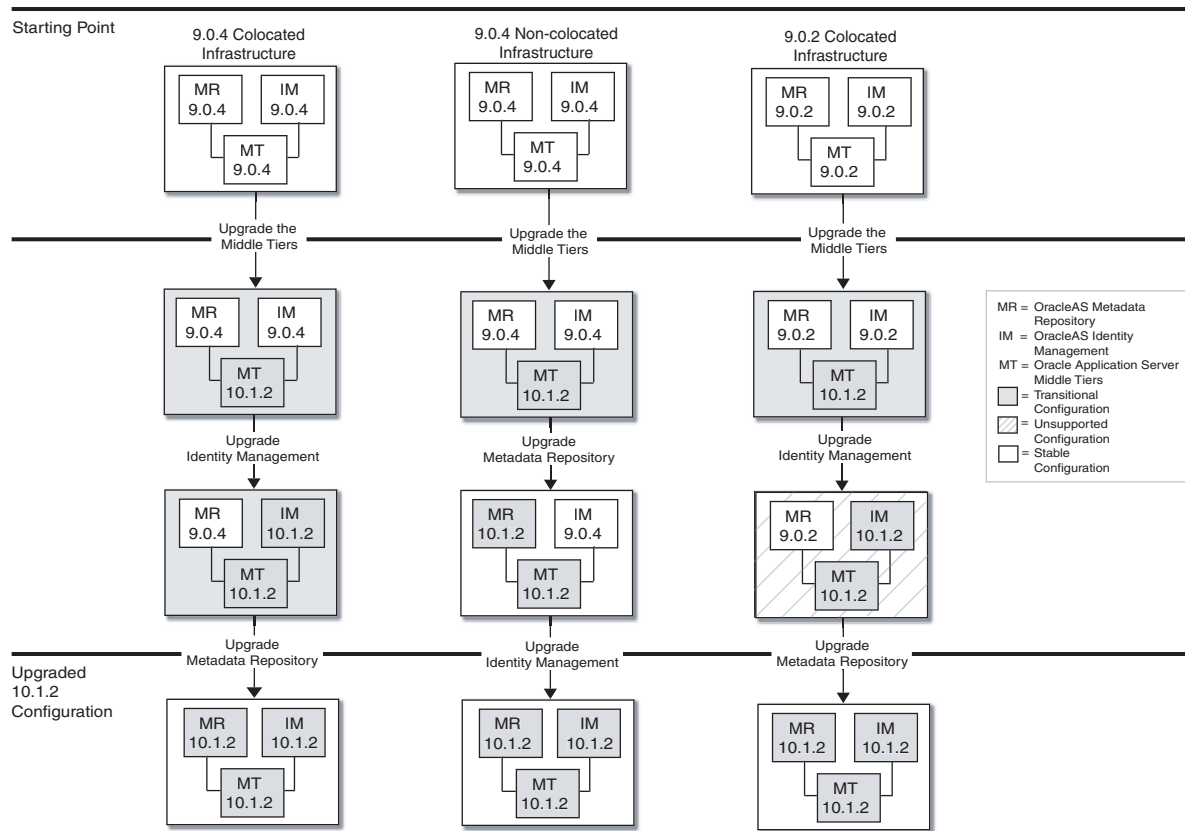 Starting Point
9.0.4 Colocated
Infrastructure
MR
9.0.4
IM
9.0.4
MT
9.0.4
9.0.4 Non-colocated
Infrastructure
MR
9.0.4
IM
9.0.4
MT
9.0.4
9.0.2 Colocated
Infrastructure
MR
9.0.2
IM
9.0.2
MT
9.0.2
Upgrade the
Middle Tiers
Upgrade the
Middle Tiers
Upgrade the
Middle Tiers
MR
9.0.4
IM
9.0.4
MT
10.1.2
MR
9.0.4
IM
9.0.4
MT
10.1.2
MR
9.0.2
IM
9.0.2
MT
10.1.2
MR = OracleAS Metadata
Repository
IM = OracleAS Identity
Management
MT = Oracle Application Server
Middle Tiers
= Transitional
Configuration
= Unsupported
Configuration
= Stable
Configuration
Upgrade
Identity Management
Upgrade
Metadata Repository
Upgrade
Identity Management
MR
9.0.4
IM
10.1.2
MT
10.1.2
MR
10.1.2
IM
9.0.4
MT
10.1.2
MR
9.0.2
IM
10.1.2
MT
10.1.2
Upgrade
Metadata Repository
Upgrade
Identity Management
Upgrade
Metadata Repository
Upgraded
10.1.2
Configuration
MR
10.1.2
IM
10.1.2
MT
10.1.2
MR
10.1.2
IM
10.1.2
MT
10.1.2
MR
10.1.2
IM
10.1.2
MT
10.1.2